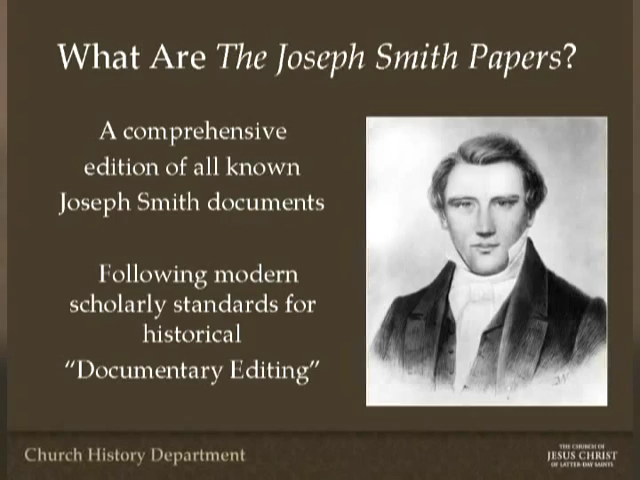 What Are The Joseph Smith Papers?
A comprehensive
edition of all known
Joseph Smith documents
Following modern
scholarly standards for
historical
“Documentary Editing”
Church History Department
THE CHURCH OF
JESUS CHRIST
OF LATTER-DAY SAINTS